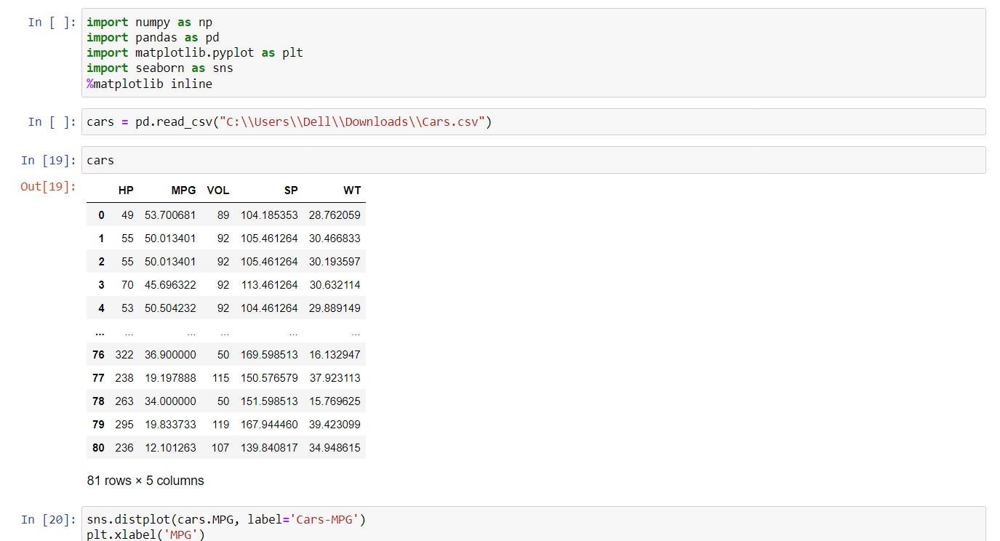 In [ ]: import numpy as np
import pandas as pd
import matplotlib.pyplot as plt
import seaborn as sns
%matplotlib inline
In [ ]: cars = pd.read_csv("C:\\Users\\Dell\\Downloads\\Cars.csv")
In [19]: cars
Out[19]:
HP MPG VOL SP WT
0 49 53.700681 89 104.185353 28.762059
1 55 50.013401 92 105.461264 30.466833
2 55 50.013401 92 105.461264 30.193597
3 70 45.696322 92 113.461264 30.632114
4 53 50.504232 92 104.461264 29.889149
... ... ... ... ... ...
76 322 36.900000 50 169.598513 16.132947
77 238 19.197888 115 150.576579 37.923113
78 263 34.000000 50 151.598513 15.769625
79 295 19.833733 119 167.944460 39.423099
80 236 12.101263 107 139.840817 34.948615
81 rows × 5 columns
In [20]: sns.distplot(cars.MPG, label='Cars-MPG')
plt.xlabel('MPG')